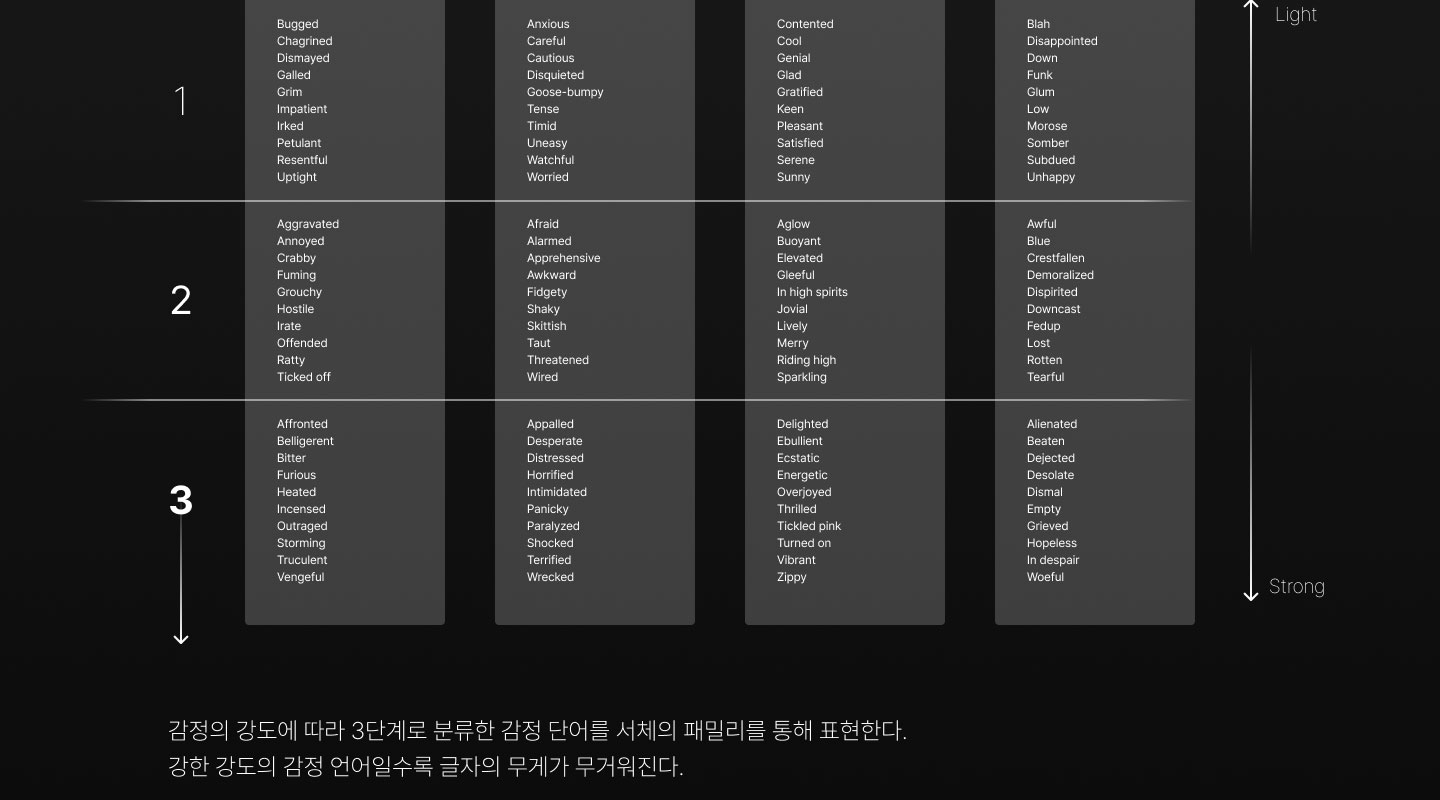 Light
1
Bugged
Chagrined
Dismayed
Galled
Grim
Impatient
Irked
Petulant
Resentful
Uptight
Anxious
Careful
Cautious
Disquieted
Goose-bumpy
Tense
Timid
Uneasy
Watchful
Worried
Contented
Cool
Genial
Glad
Gratified
Keen
Pleasant
Satisfied
Serene
Sunny
Blah
Disappointed
Down
Funk
Glum
Low
Morose
Somber
Subdued
Unhappy
2
Aggravated
Annoyed
Crabby
Fuming
Grouchy
Hostile
Irate
Offended
Ratty
Ticked off
Afraid
Alarmed
Apprehensive
Awkward
Fidgety
Shaky
Skittish
Taut
Threatened
Wired
Aglow
Buoyant
Elevated
Gleeful
In high spirits
Jovial
Lively
Merry
Riding high
Sparkling
Awful
Blue
Crestfallen
Demoralized
Dispirited
Downcast
Fedup
Lost
Rotten
Tearful
3
Affronted
Belligerent
Bitter
Furious
Heated
Incensed
Outraged
Storming
Truculent
Vengeful
Appalled
Desperate
Distressed
Horrified
Intimidated
Panicky
Paralyzed
Shocked
Terrified
Wrecked
Delighted
Ebullient
Ecstatic
Energetic
Overjoyed
Thrilled
Tickled pink
Turned on
Vibrant
Zippy
Alienated
Beaten
Dejected
Desolate
Dismal
Empty
Grieved
Hopeless
In despair
Woeful
Strong
감정의 강도에 따라 3단계로 분류한 감정 단어를 서체의 패밀리를 통해 표현한다.
강한 강도의 감정 언어일수록 글자의 무게가 무거워진다.